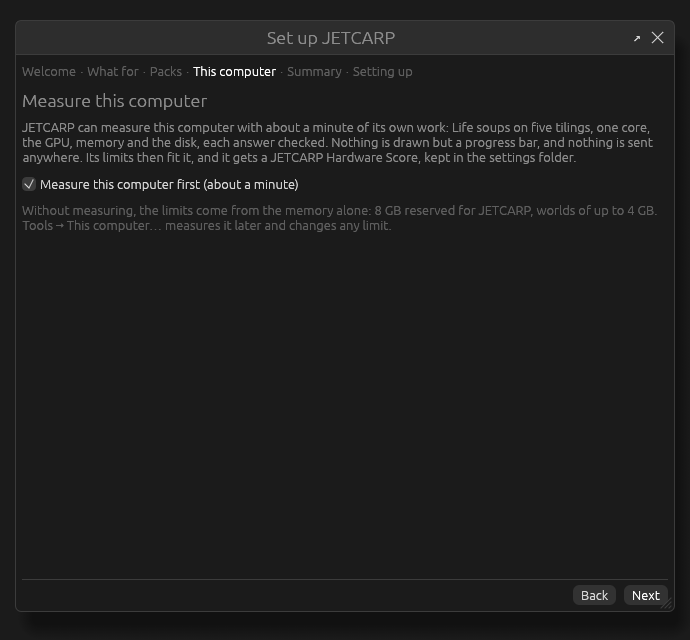 Set up JETCARP
Welcome · What for · Packs · This computer · Summary · Setting up
Measure this computer
JETCARP can measure this computer with about a minute of its own work: Life soups on five tilings, one core,
the GPU, memory and the disk, each answer checked. Nothing is drawn but a progress bar, and nothing is sent
anywhere. Its limits then fit it, and it gets a JETCARP Hardware Score, kept in the settings folder.
Measure this computer first (about a minute)
Without measuring, the limits come from the memory alone: 8 GB reserved for JETCARP, worlds of up to 4 GB.
Tools → This computer... measures it later and changes any limit.
Back Next